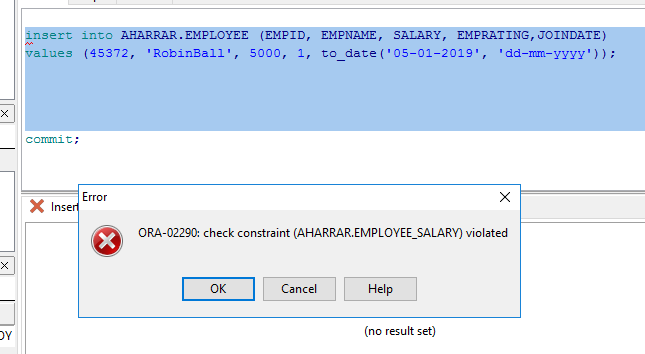 insert into AHARRAR.EMPLOYEE (EMPID, EMPNAME, SALARY, EMPRATING,JOINDATE)
values (45372, 'RobinBall', 5000, 1, to_date('05-01-2019', 'dd-mm-yyyy'));
commit;
Error
Insert
ORA-02290: check constraint (AHARRAR.EMPLOYEE_SALARY) violated
OK
Cancel
Help
(no result set)